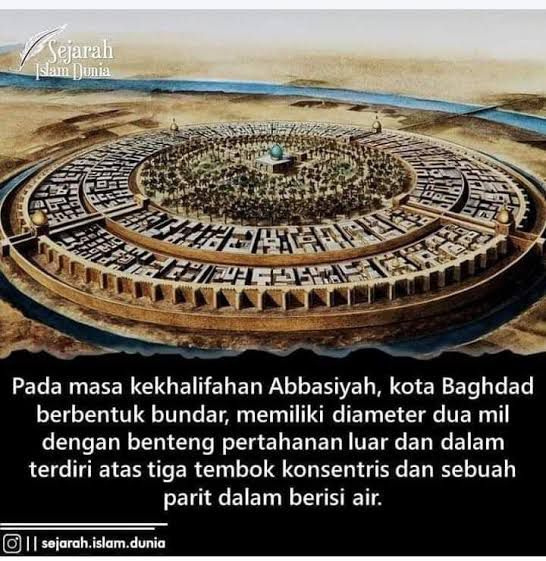 Sejarah
Islam Dunia
Pada masa kekhalifahan Abbasiyah, kota Baghdad
berbentuk bundar, memiliki diameter dua mil
dengan benteng pertahanan luar dan dalam
terdiri atas tiga tembok konsentris dan sebuah
parit dalam berisi air.
|| sejarah.islam.dunia